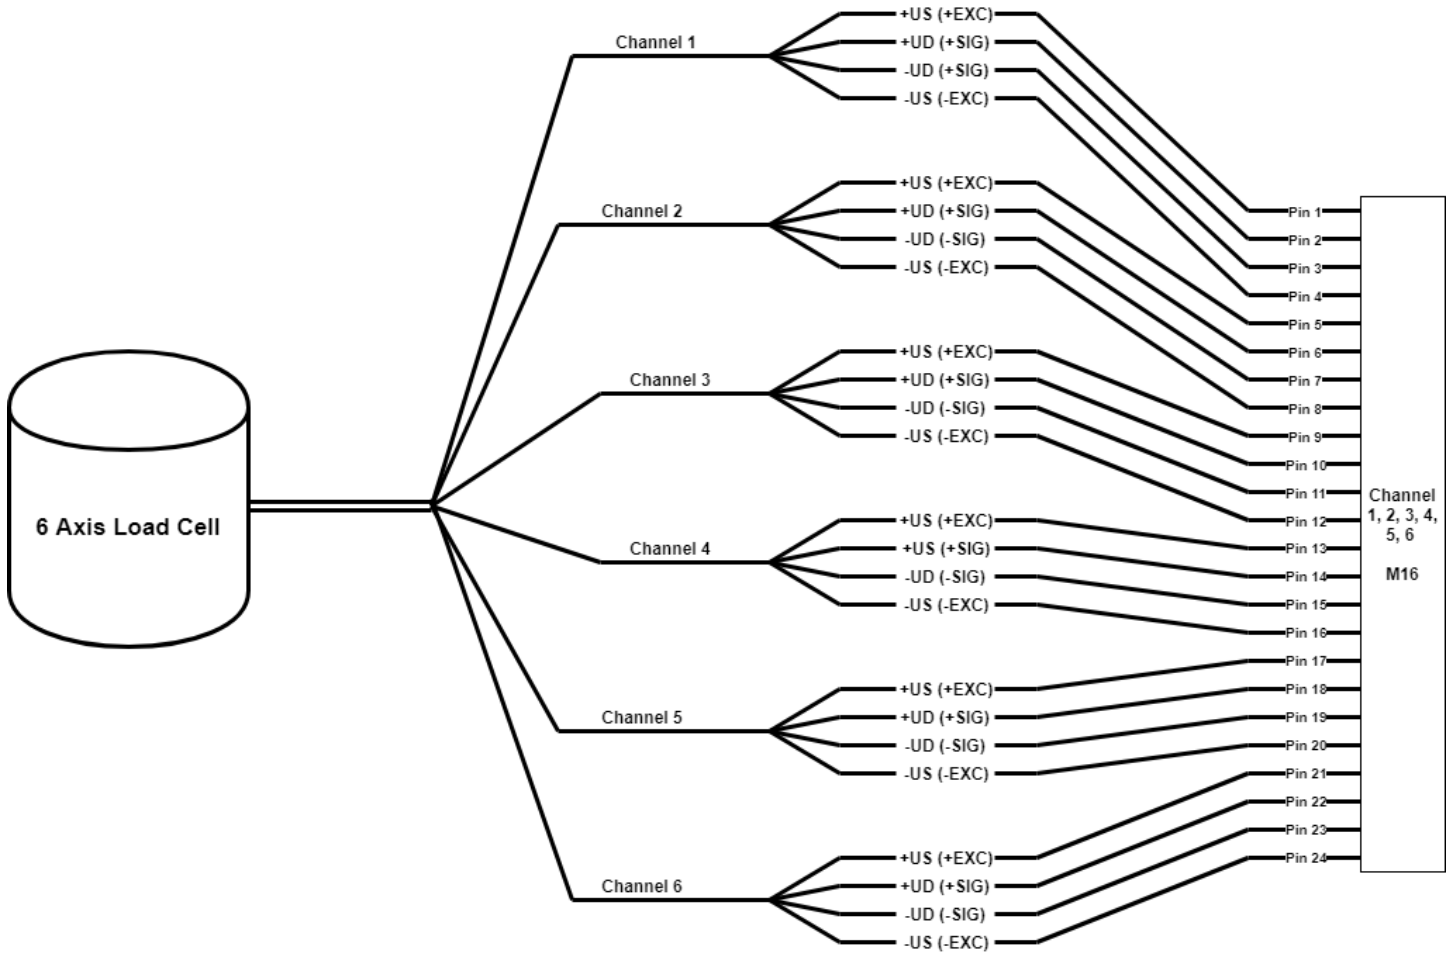 6 Axis Load Cell
Channel 1
+US (+EXC)
+UD (+SIG)
-UD (+SIG)
-US (-EXC)
Channel 2
+US (+EXC)
+UD (+SIG)
-UD (-SIG)
-US (-EXC)
Channel 3
+US (+EXC)
+UD (+SIG)
-UD (-SIG)
-US (-EXC)
Channel 4
+US (+EXC)
+US (+SIG)
-UD (-SIG)
-US (-EXC)
Channel 5
+US (+EXC)
+UD (+SIG)
-UD (-SIG)
-US (-EXC)
Channel 6
+US (+EXC)
+UD (+SIG)
-UD (-SIG)
-US (-EXC)
Pin 1
Pin 2
Pin 3
Pin 4
Pin 5
Pin 6
Pin 7
Pin 8
Pin 9
Pin 10
Pin 11
Pin 12
Pin 13
Pin 14
Pin 15
Pin 16
Pin 17
Pin 18
Pin 19
Pin 20
Pin 21
Pin 22
Pin 23
Pin 24
Channel
1, 2, 3, 4,
5, 6
M16